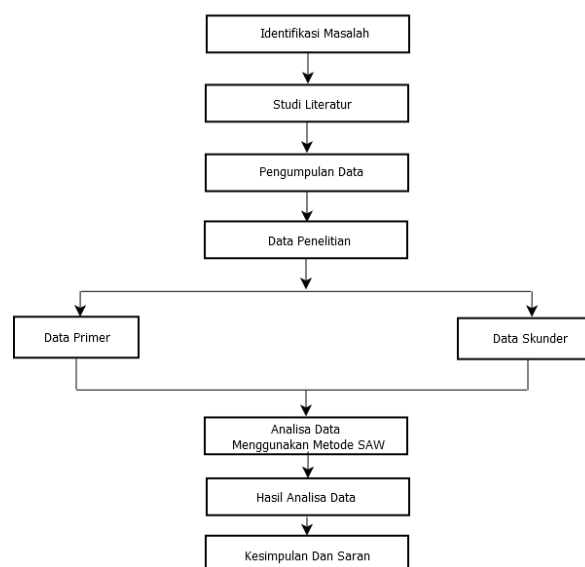 Identifikasi Masalah
Studi Literatur
Pengumpulan Data
Data Penelitian
Data Primer
Data Skunder
Analisa Data
Menggunakan Metode SAW
Hasil Analisa Data
Kesimpulan Dan Saran